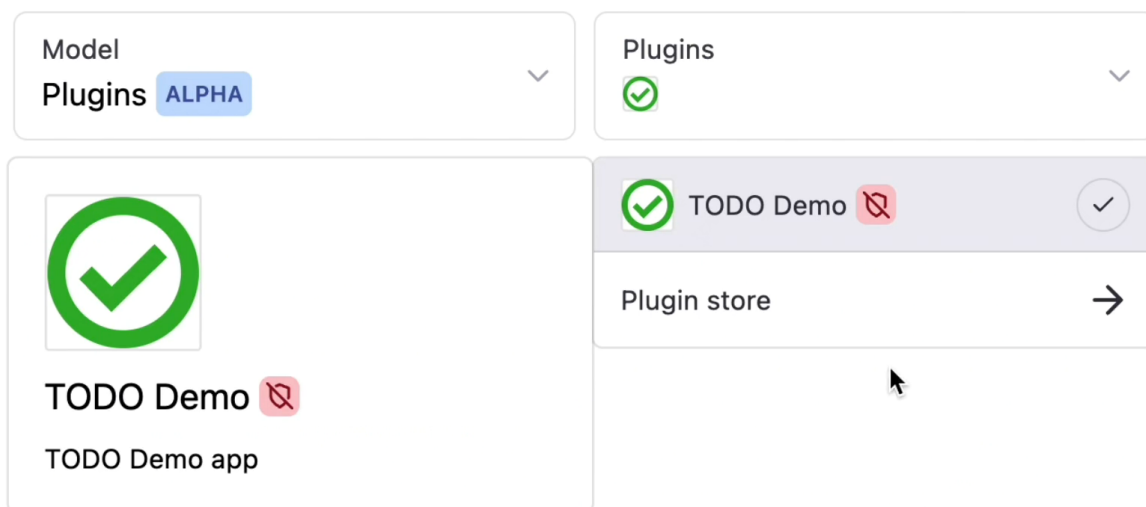 Model
Plugins ALPHA
Plugins
TODO Demo
Plugin store
TODO Demo
TODO Demo app